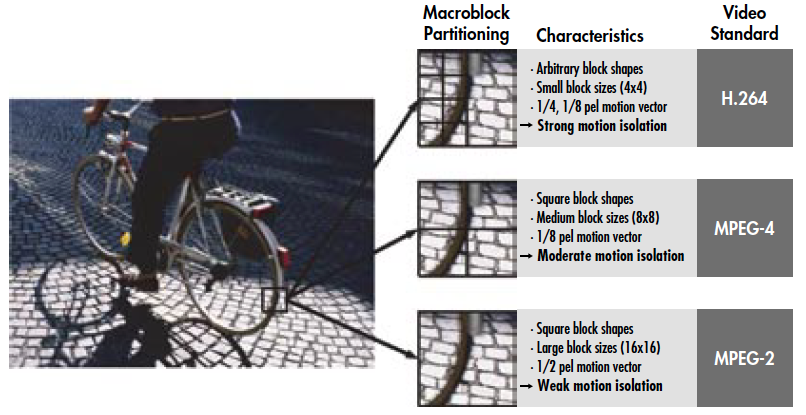 Macroblock
Partitioning
Characteristics
Video
Standard
· Arbitrary block shapes
· Small block sizes (4x4)
· 1/4, 1/8 pel motion vector
→ Strong motion isolation
H.264
· Square block shapes
· Medium block sizes (8x8)
· 1/8 pel motion vector
→ Moderate motion isolation
MPEG-4
· Square block shapes
· Large block sizes (16x16)
· 1/2 pel motion vector
→ Weak motion isolation
MPEG-2